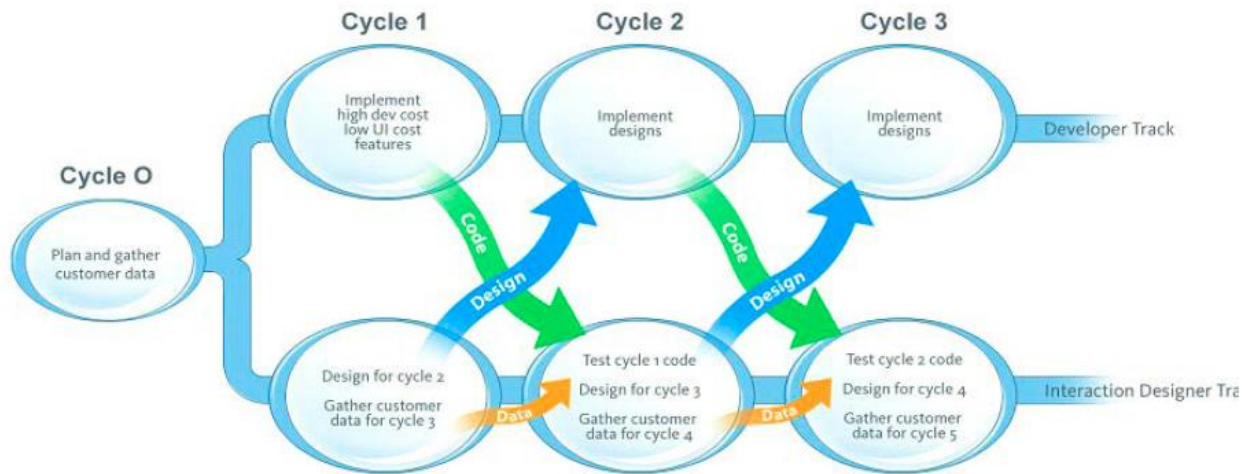 Cycle 1
Cycle 2
Cycle 3
Implement
high dev cost
low UI cost
features
Implement
designs
Implement
designs
Developer Track
Cycle O
Plan and gather
customer data
Code
Design
Code
Design
Design for cycle 2
Gather customer
data for cycle 3
Data
Test cycle 1 code
Design for cycle 3
Gather customer
data for cycle 4
Data
Test cycle 2 code
Design for cycle 4
Gather customer
data for cycle 5
Interaction Designer Tra